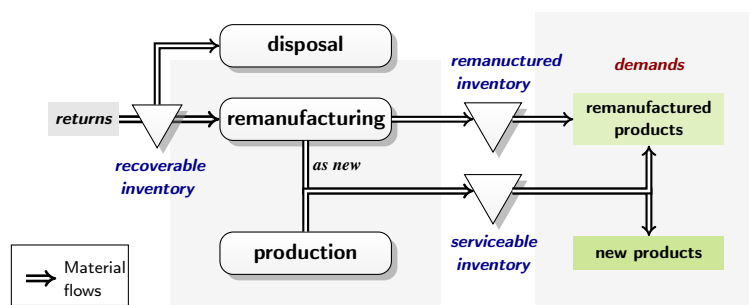 disposal
remanuctured
inventory
demands
returns
remanufacturing
remanufactured
products
recoverable
inventory
as new
production
serviceable
inventory
new products
Material
flows